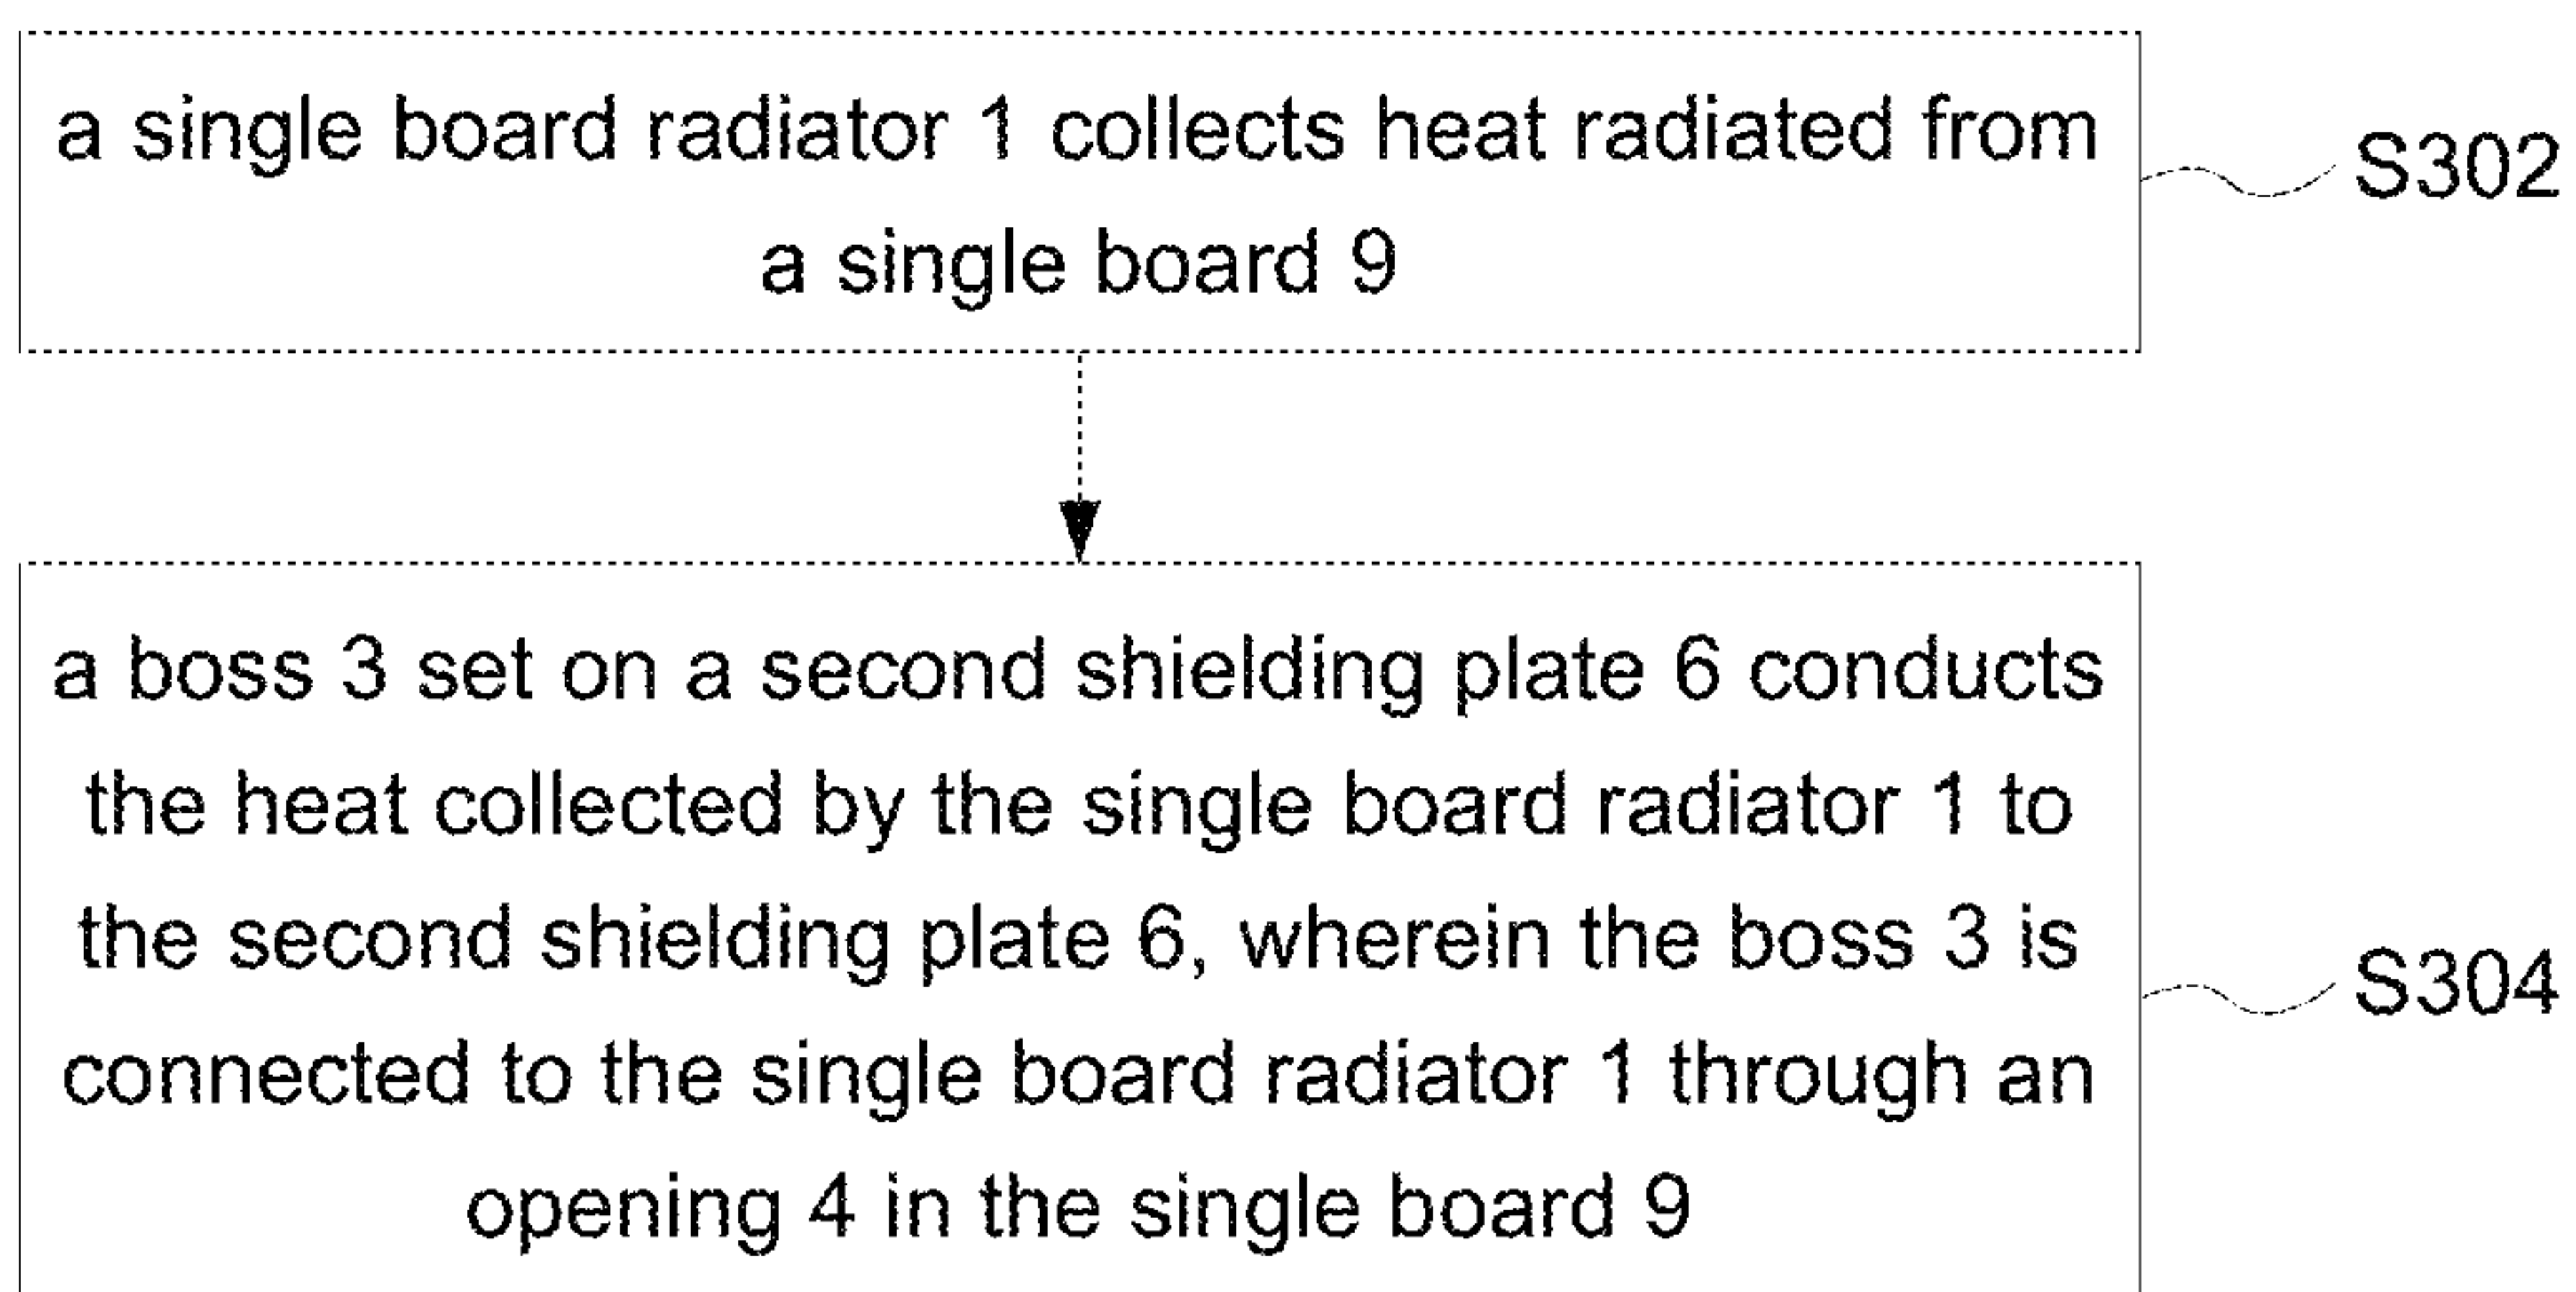 a single board radiator 1 collects heat radiated from
a single board 9
S302
a boss 3 set on a second shielding plate 6 conducts
the heat collected by the single board radiator 1 to
the second shielding plate 6, wherein the boss 3 is
connected to the single board radiator 1 through an
opening 4 in the single board 9
S304